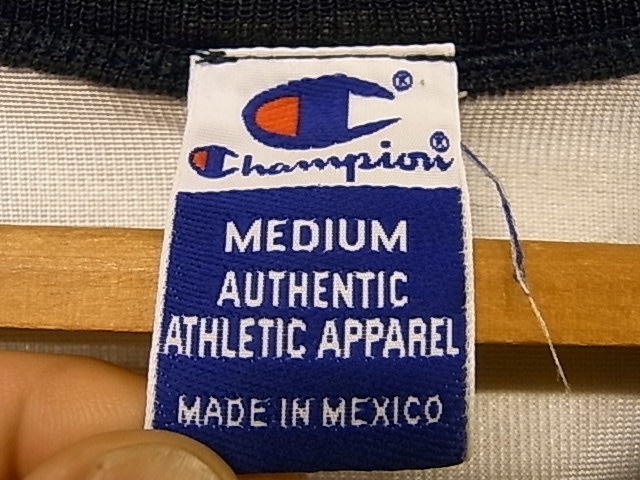 C®
Champion®
MEDIUM
AUTHENTIC
ATHLETIC APPAREL
MADE IN MEXICO